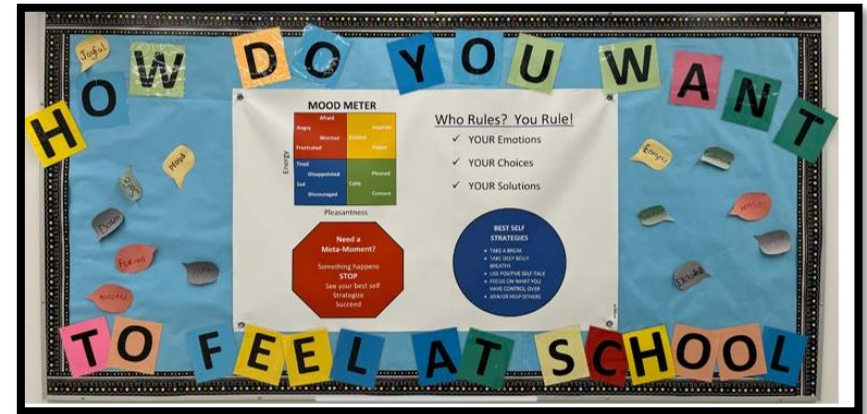 HOW DO YOU WANT
Joyful
MOOD METER
Afraid
Angry
Inspired
Worried
Excited
Frustrated
Happy
Tired
Disappointed
Pleased
Sad
Calm
Discouraged
Content
Energy
Pleasantness
Who Rules? You Rule!
✓ YOUR Emotions
✓ YOUR Choices
✓ YOUR Solutions
Need a
Meta-Moment?
Something happens
STOP
See your best self
Strategize
Succeed
BEST SELF
STRATEGIES
• TAKE A BREAK
• TAKE DEEP BELLY
BREATHS
• USE POSITIVE SELF-TALK
• FOCUS ON WHAT YOU
HAVE CONTROL OVER
• JOIN OR HELP OTHERS
Down
Furious
Excluded
TO FEEL AT SCHOOL